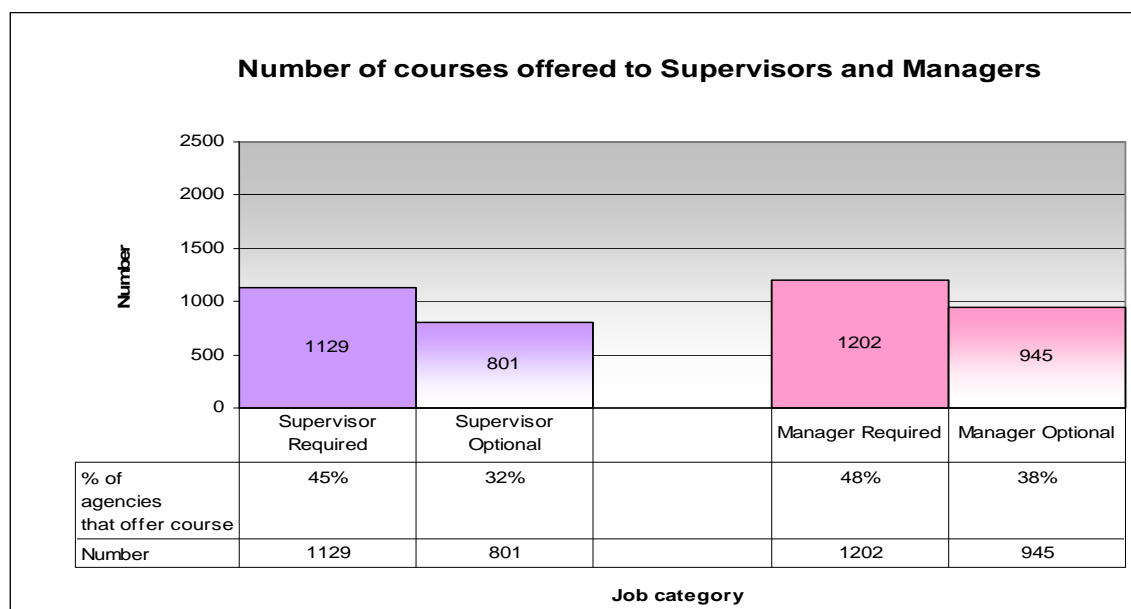 Number of courses offered to Supervisors and Managers
2500
2000
1500
1000
500
0
Number
1129
801
1202
945
Supervisor
Required
Supervisor
Optional
Manager Required
Manager Optional
% of
agencies
that offer course
45%
32%
48%
38%
Number
1129
801
1202
945
Job category